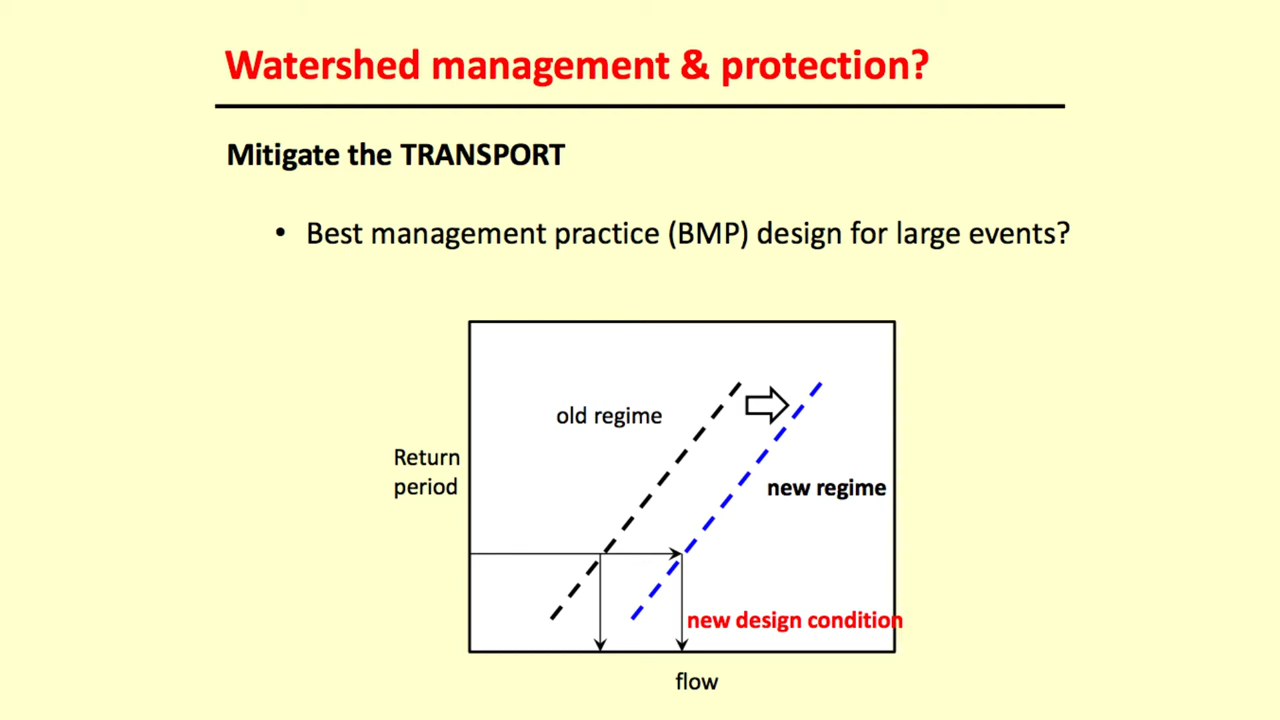 Watershed management & protection?
Mitigate the TRANSPORT
• Best management practice (BMP) design for large events?
old regime
Return
period
new regime
new design condition
flow